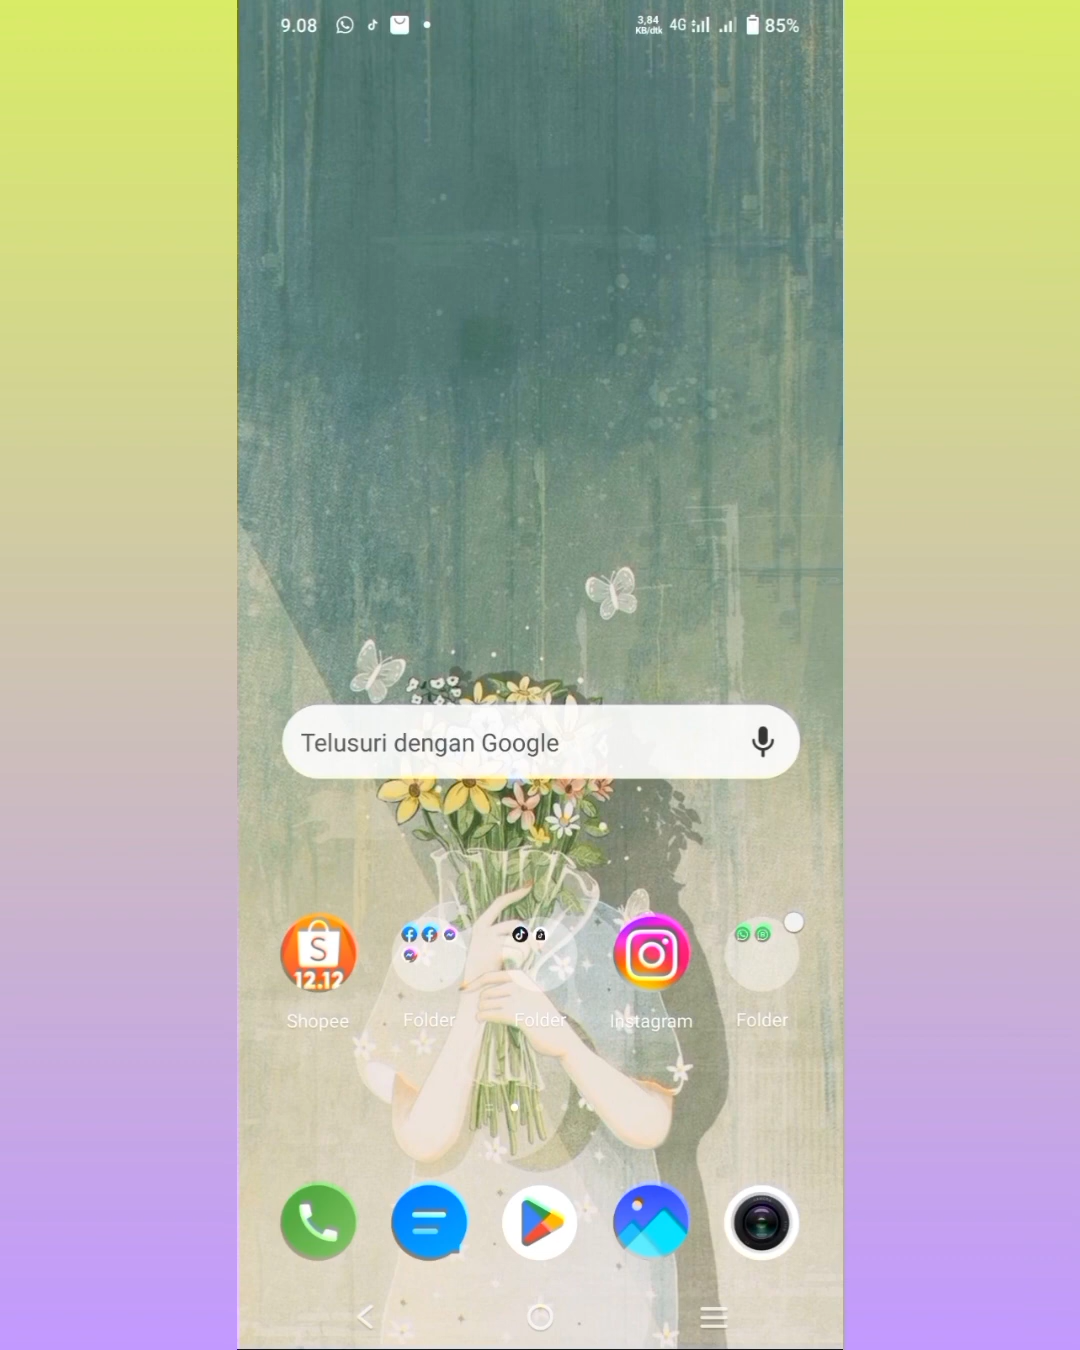 9.08
3,84
KB/dtk
4G
85%
Telusuri dengan Google
S
12.12
Shopee
Folder
Folder
Instagram
Folder